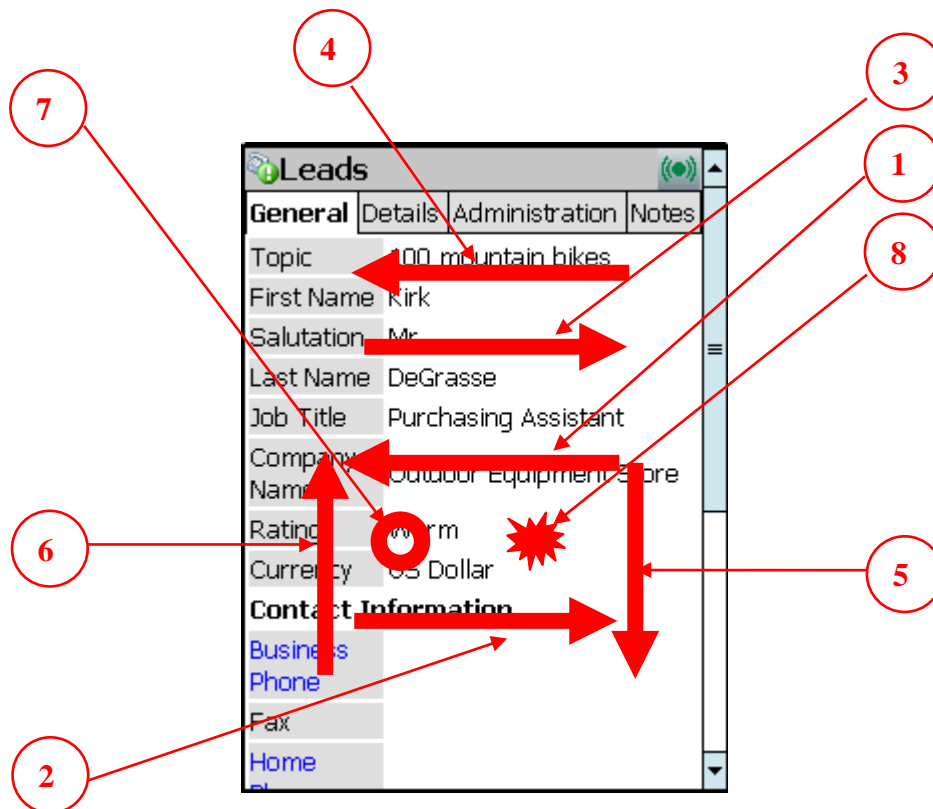 4
3
7
1
Leads
General Details Administration Notes
8
Topic 100 mountain bikes
First Name Kirk
Salutation Mr.
Last Name DeGrasse
Job Title Purchasing Assistant
Company
Name Outdoor Equipment Store
Rating Warm
6
5
Currency US Dollar
Contact Information
Business
Phone
Fax
2
Home